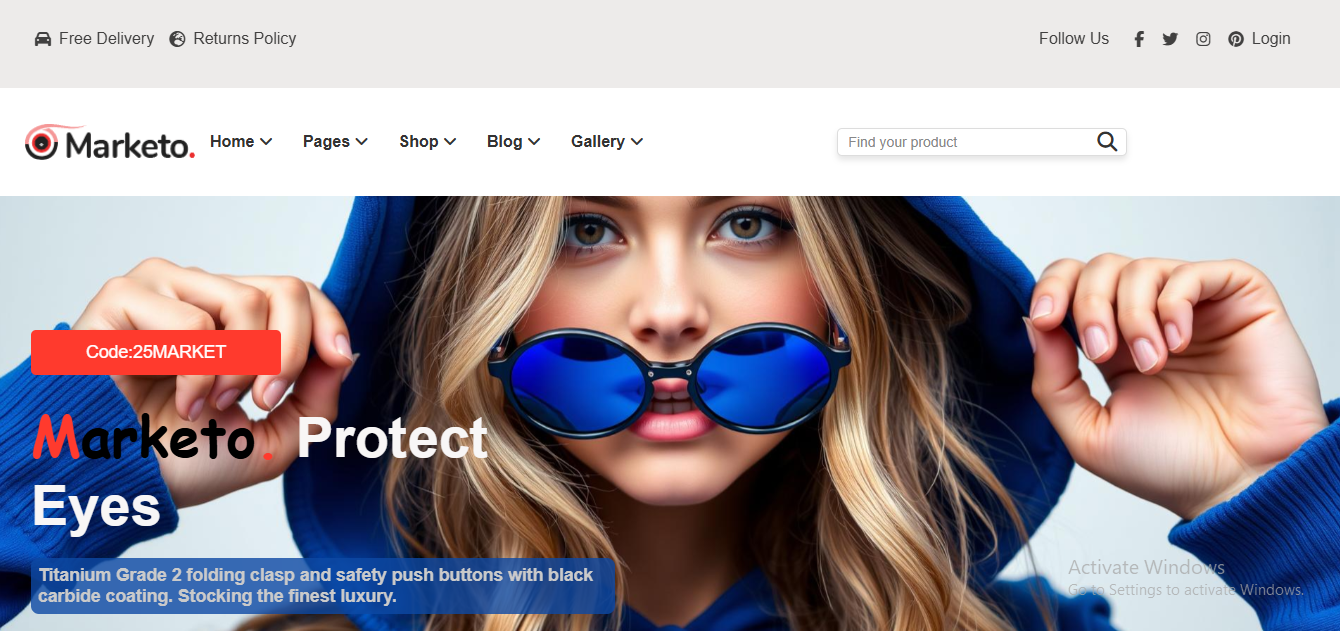 Free Delivery Returns Policy Follow Us Login
Marketo. Home Pages Shop Blog Gallery Find your product
Code:25MARKET
Marketo. Protect
Eyes
Titanium Grade 2 folding clasp and safety push buttons with black
carbide coating. Stocking the finest luxury.
Activate Windows
Go to Settings to activate Windows.